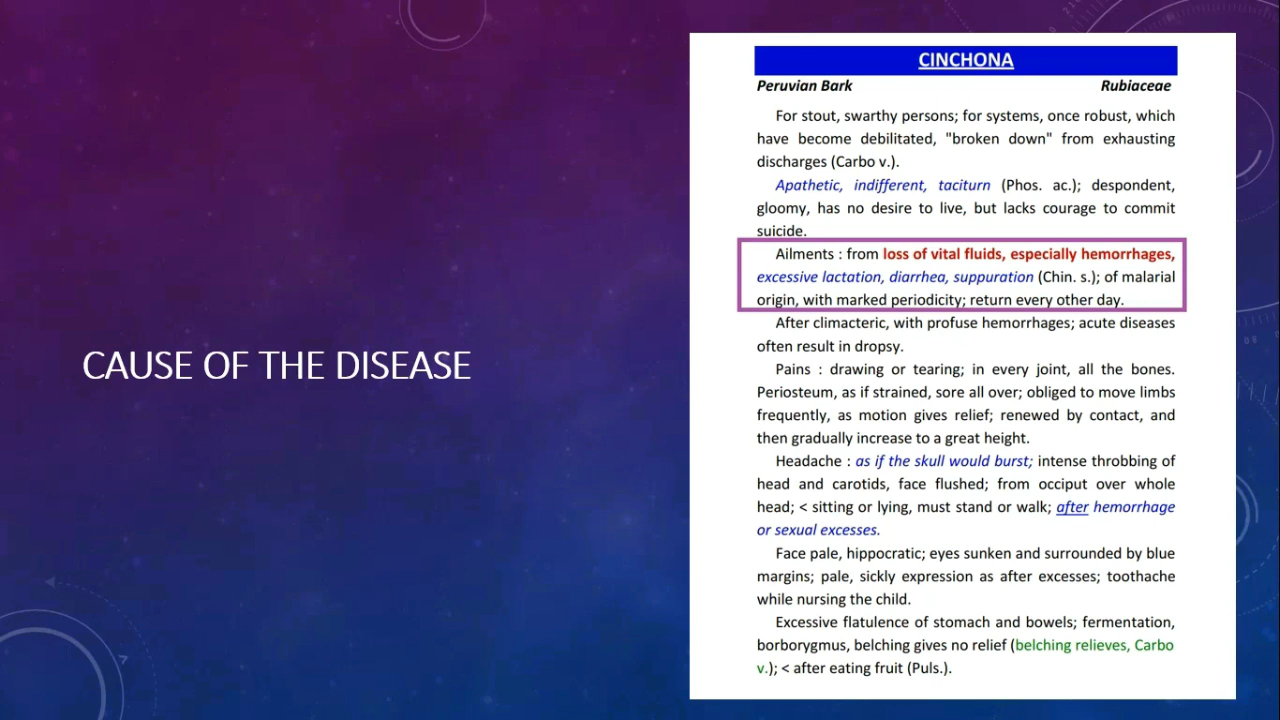 CAUSE OF THE DISEASE
CINCHONA
Peruvian Bark Rubiaceae
For stout, swarthy persons; for systems, once robust, which
have become debilitated, "broken down" from exhausting
discharges (Carbo v.).
Apathetic, indifferent, taciturn (Phos. ac.); despondent,
gloomy, has no desire to live, but lacks courage to commit
suicide.
Ailments : from loss of vital fluids, especially hemorrhages,
excessive lactation, diarrhea, suppuration (Chin. s.); of malarial
origin, with marked periodicity; return every other day.
After climacteric, with profuse hemorrhages; acute diseases
often result in dropsy.
Pains : drawing or tearing; in every joint, all the bones.
Periosteum, as if strained, sore all over; obliged to move limbs
frequently, as motion gives relief; renewed by contact, and
then gradually increase to a great height.
Headache : as if the skull would burst; intense throbbing of
head and carotids, face flushed; from occiput over whole
head; < sitting or lying, must stand or walk; after hemorrhage
or sexual excesses.
Face pale, hippocratic; eyes sunken and surrounded by blue
margins; pale, sickly expression as after excesses; toothache
while nursing the child.
Excessive flatulence of stomach and bowels; fermentation,
borborygmus, belching gives no relief (belching relieves, Carbo
v.); < after eating fruit (Puls.).